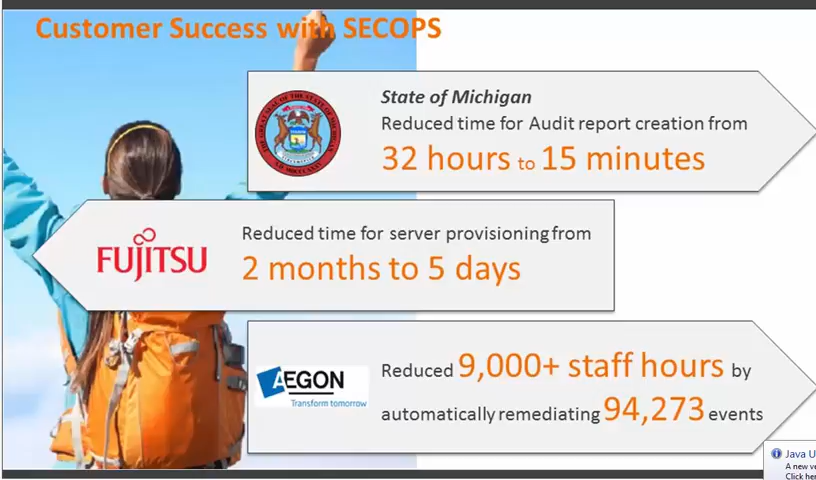 Customer Success with SECOPS
State of Michigan
Reduced time for Audit report creation from
32 hours to 15 minutes
FUJITSU
Reduced time for server provisioning from
2 months to 5 days
AEGON
Transform tomorrow
Reduced 9,000+ staff hours by
automatically remediating 94,273 events
Java U
A new ve
Click her